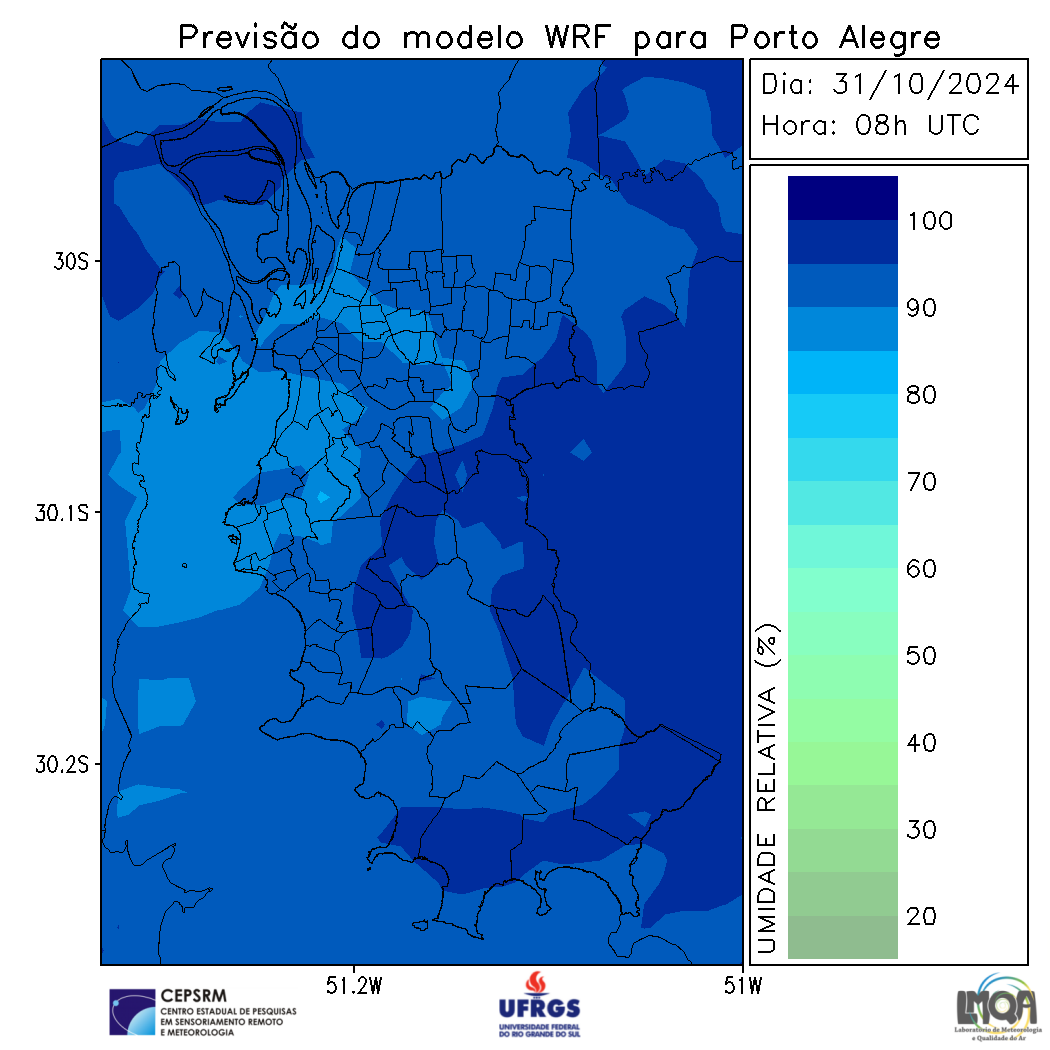 Previsão do modelo WRF para Porto Alegre
Dia: 31/10/2024
Hora: 08h UTC
30S
30.1S
30.2S
51.2W
51W
UMIDADE RELATIVA (%)
100
90
80
70
60
50
40
30
20
CEPSRM
CENTRO ESTADUAL DE PESQUISAS
EM SENSORIAMENTO REMOTO
E METEOROLOGIA
UFRGS
UNIVERSIDADE FEDERAL
DO RIO GRANDE DO SUL
LMQA
Laboratório de Meteorologia
e Qualidade do Ar